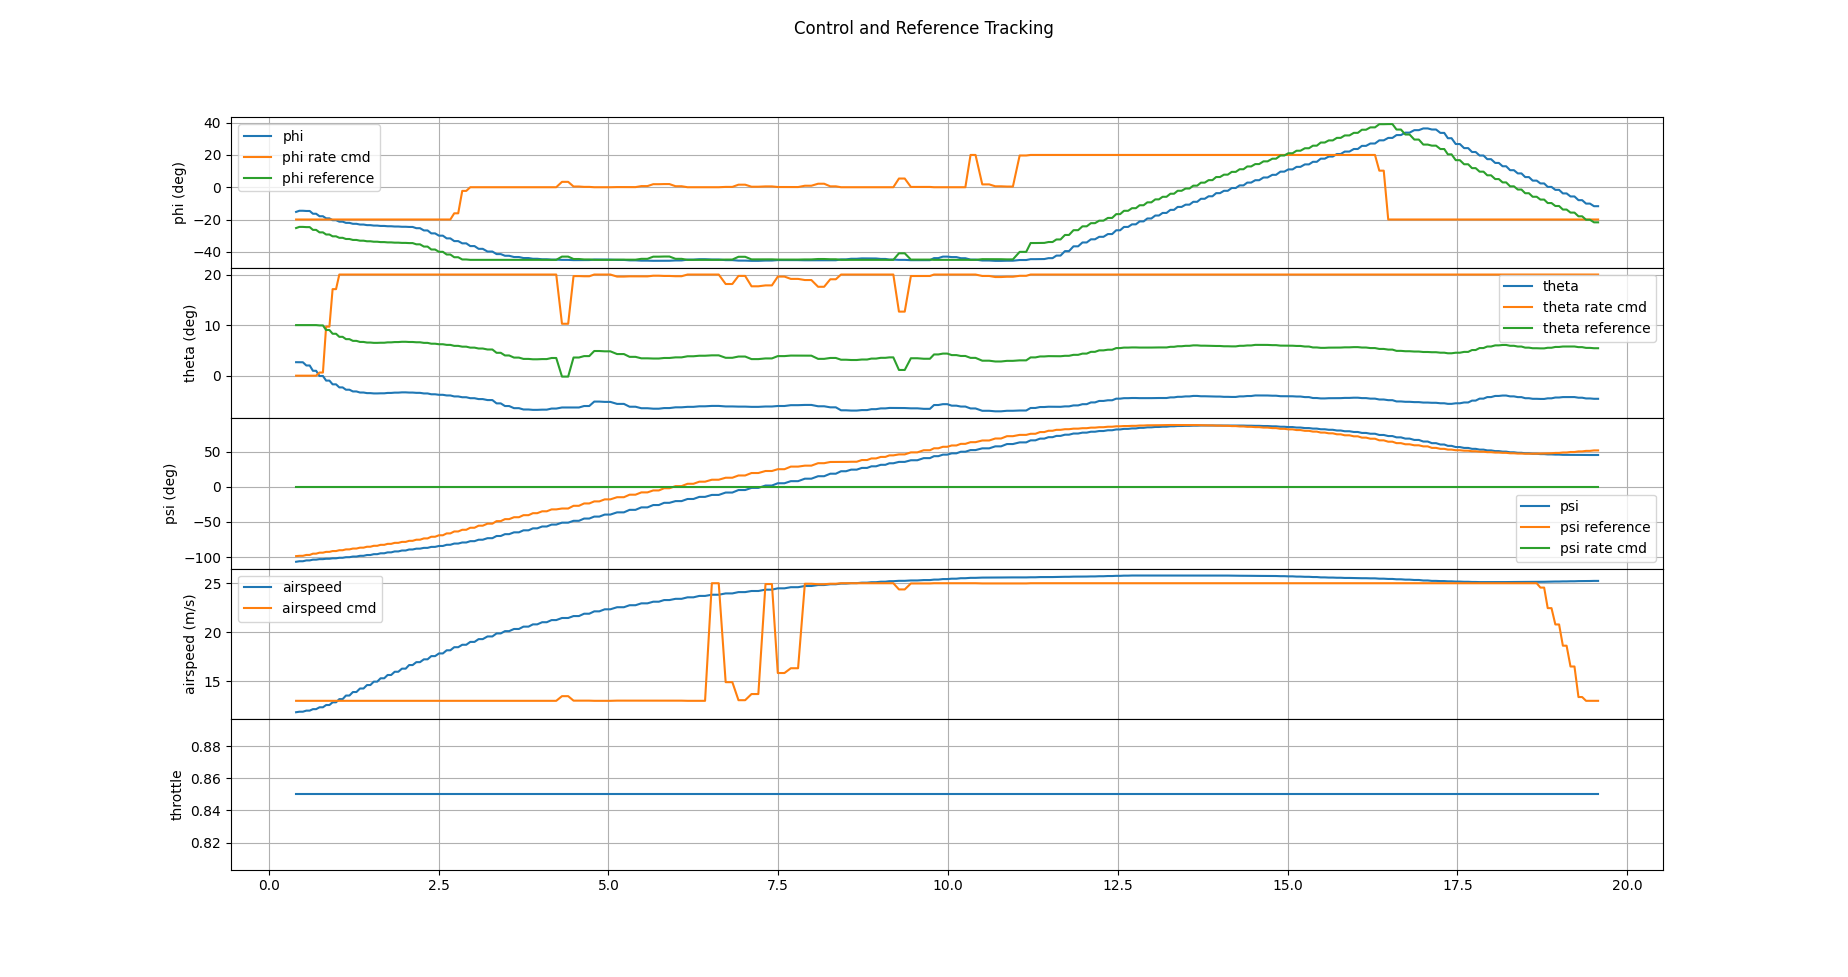 Control and Reference Tracking
40
20
0
−20
−40
phi (deg)
phi
phi rate cmd
phi reference
20
10
0
theta (deg)
theta
theta rate cmd
theta reference
50
0
−50
−100
psi (deg)
psi
psi reference
psi rate cmd
25
20
15
airspeed (m/s)
airspeed
airspeed cmd
0.88
0.86
0.84
0.82
throttle
0.0 2.5 5.0 7.5 10.0 12.5 15.0 17.5 20.0